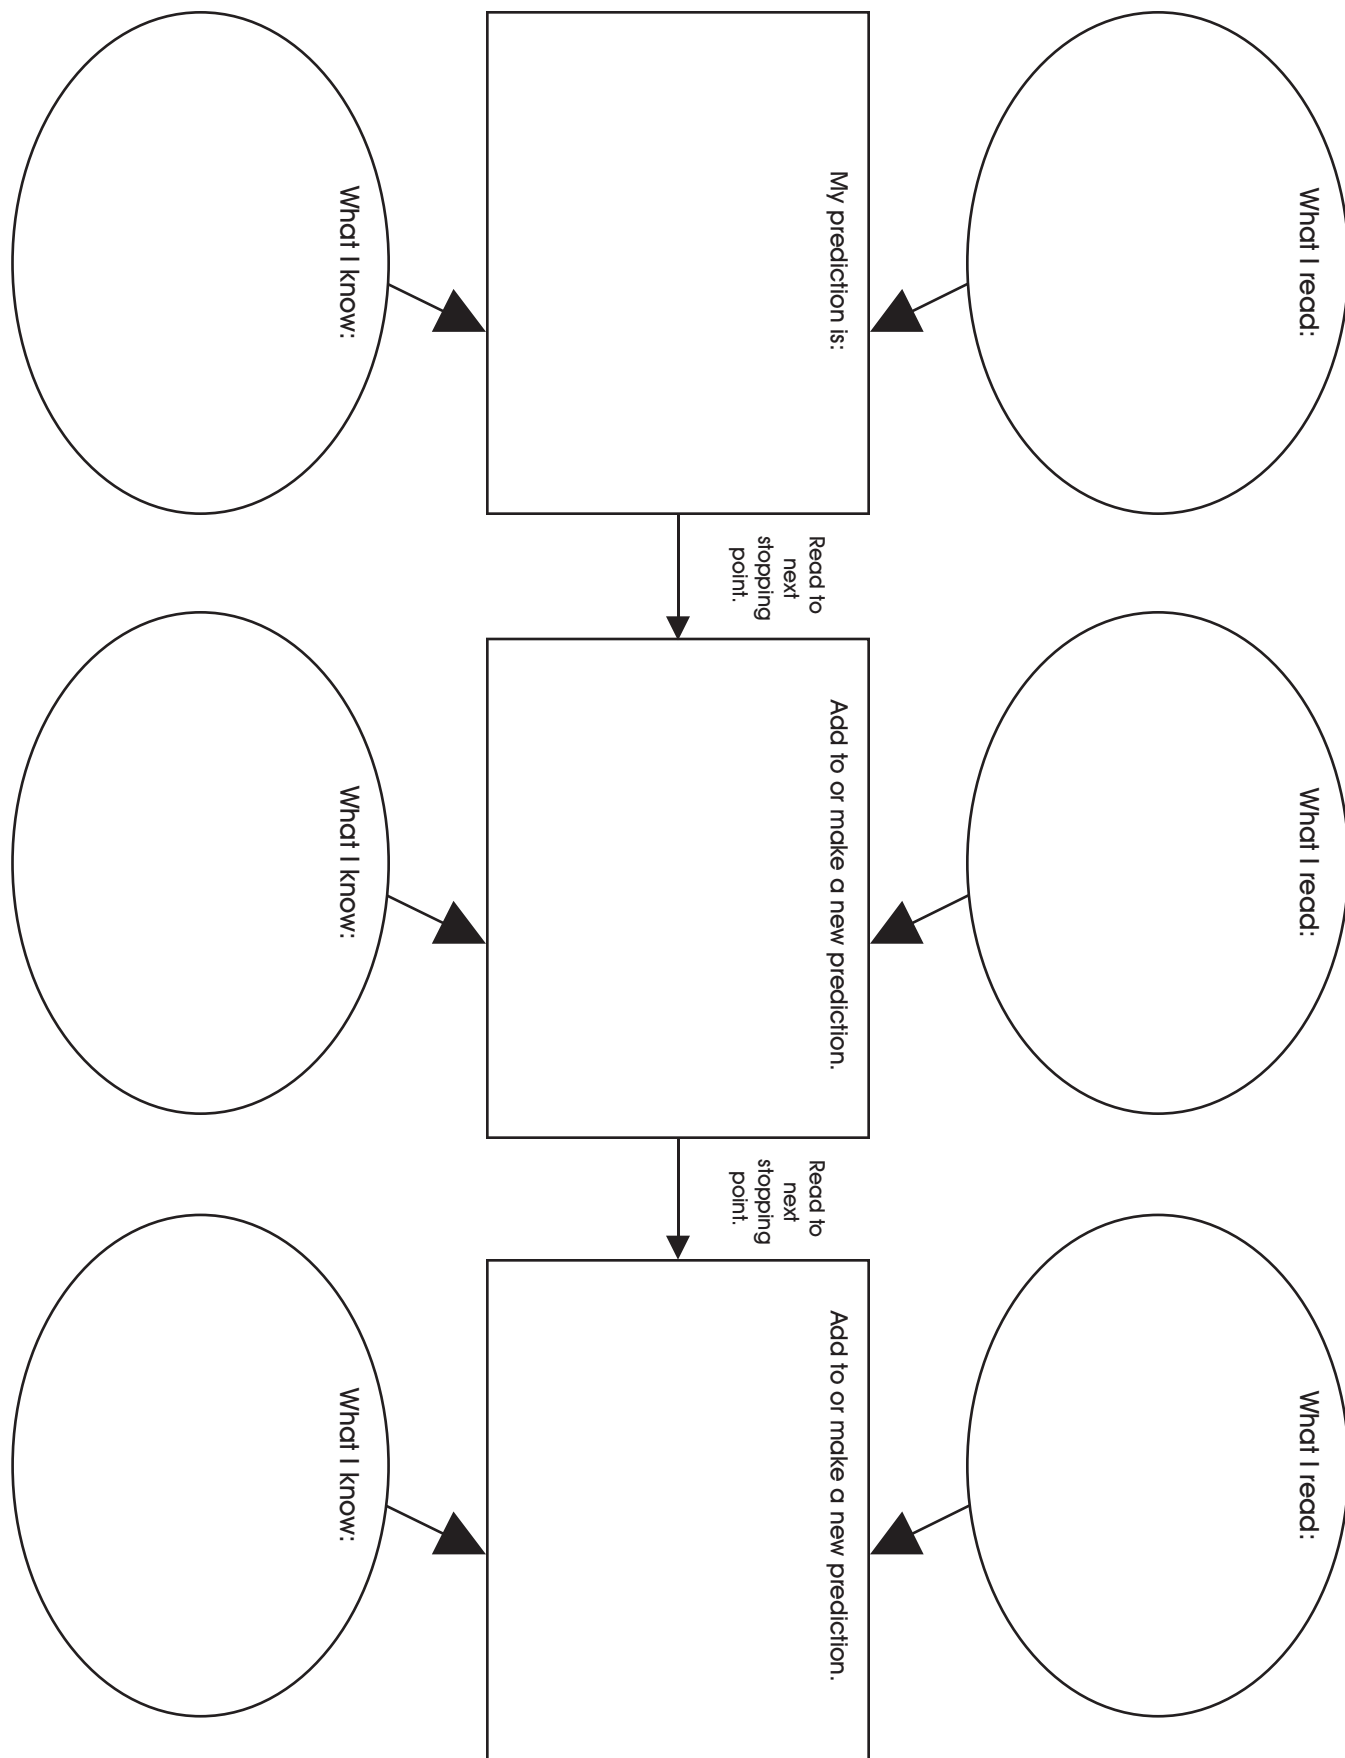 What I read:
What I read:
What I read:
My prediction is:
Read to
next
stopping
point.
Add to or make a new prediction.
Read to
next
stopping
point.
Add to or make a new prediction.
What I know:
What I know:
What I know: